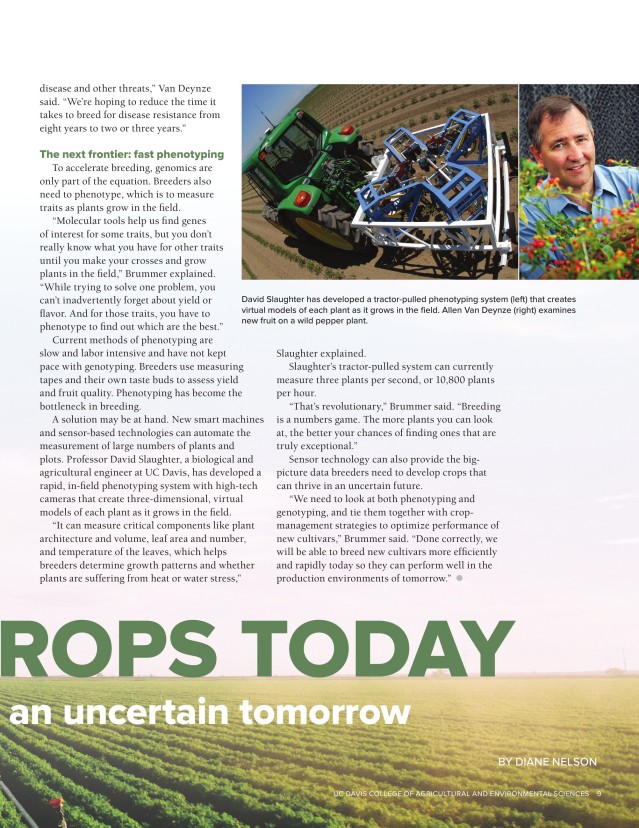 disease and other threats,” Van Deynze
said. “We’re hoping to reduce the time it
takes to breed for disease resistance from
eight years to two or three years.”
The next frontier: fast phenotyping
To accelerate breeding, genomics are
only part of the equation. Breeders also
need to phenotype, which is to measure
traits as plants grow in the field.
“Molecular tools help us find genes
of interest for some traits, but you don’t
really know what you have for other traits
until you make your crosses and grow
plants in the field,” Brummer explained.
“While trying to solve one problem, you
can’t inadvertently forget about yield or
flavor. And for those traits, you have to
phenotype to find out which are the best.”
Current methods of phenotyping are
slow and labor intensive and have not kept
pace with genotyping. Breeders use measuring
tapes and their own taste buds to assess yield
and fruit quality. Phenotyping has become the
bottleneck in breeding.
A solution may be at hand. New smart machines
and sensor-based technologies can automate the
measurement of large numbers of plants and
plots. Professor David Slaughter, a biological and
agricultural engineer at UC Davis, has developed a
rapid, in-field phenotyping system with high-tech
cameras that create three-dimensional, virtual
models of each plant as it grows in the field.
“It can measure critical components like plant
architecture and volume, leaf area and number,
and temperature of the leaves, which helps
breeders determine growth patterns and whether
plants are suffering from heat or water stress,”
David Slaughter has developed a tractor-pulled phenotyping system (left) that creates
virtual models of each plant as it grows in the field. Allen Van Deynze (right) examines
new fruit on a wild pepper plant.
Slaughter explained.
Slaughter’s tractor-pulled system can currently
measure three plants per second, or 10,800 plants
per hour.
“That’s revolutionary,” Brummer said. “Breeding
is a numbers game. The more plants you can look
at, the better your chances of finding ones that are
truly exceptional.”
Sensor technology can also provide the big-
picture data breeders need to develop crops that
can thrive in an uncertain future.
“We need to look at both phenotyping and
genotyping, and tie them together with crop-
management strategies to optimize performance of
new cultivars,” Brummer said. “Done correctly, we
will be able to breed new cultivars more efficiently
and rapidly today so they can perform well in the
production environments of tomorrow.”
ROPS TODAY
an uncertain tomorrow
BY DIANE NELSON
UC DAVIS COLLEGE OF AGRICULTURAL AND ENVIRONMENTAL SCIENCES 9